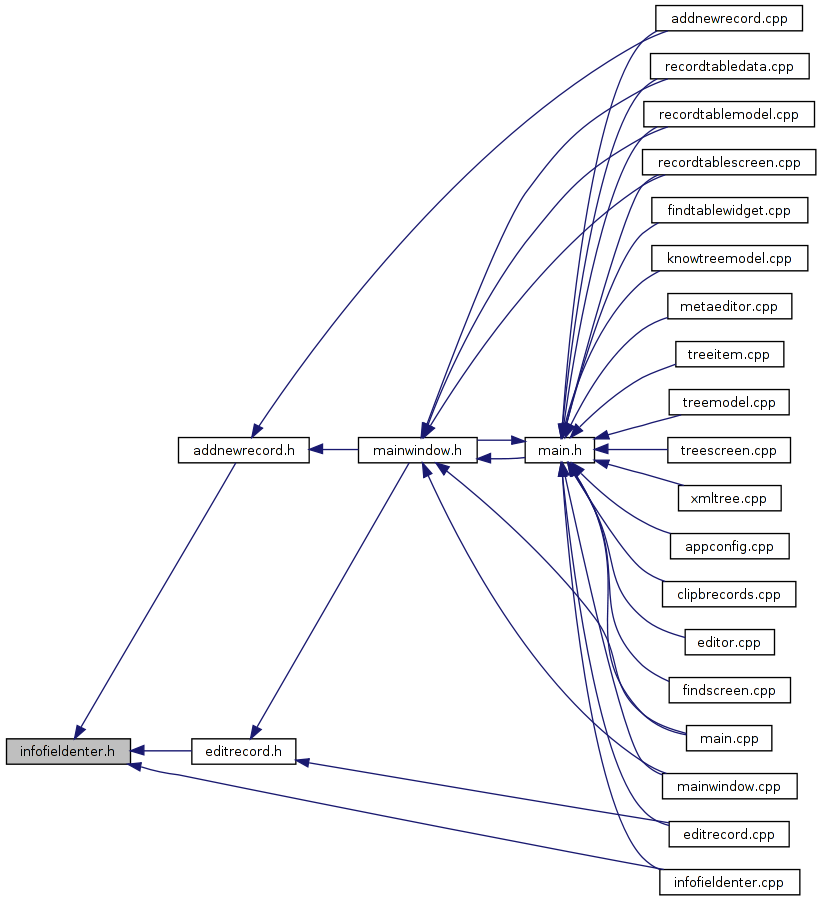 addnewrecord.cpp
recordtabledata.cpp
recordtablemodel.cpp
recordtablescreen.cpp
findtablewidget.cpp
knowtreemodel.cpp
metaeditor.cpp
treeitem.cpp
treemodel.cpp
addnewrecord.h
mainwindow.h
main.h
treescreen.cpp
xmltree.cpp
appconfig.cpp
clipbrecords.cpp
editor.cpp
findscreen.cpp
main.cpp
infofieldenter.h
editrecord.h
mainwindow.cpp
editrecord.cpp
infofieldenter.cpp